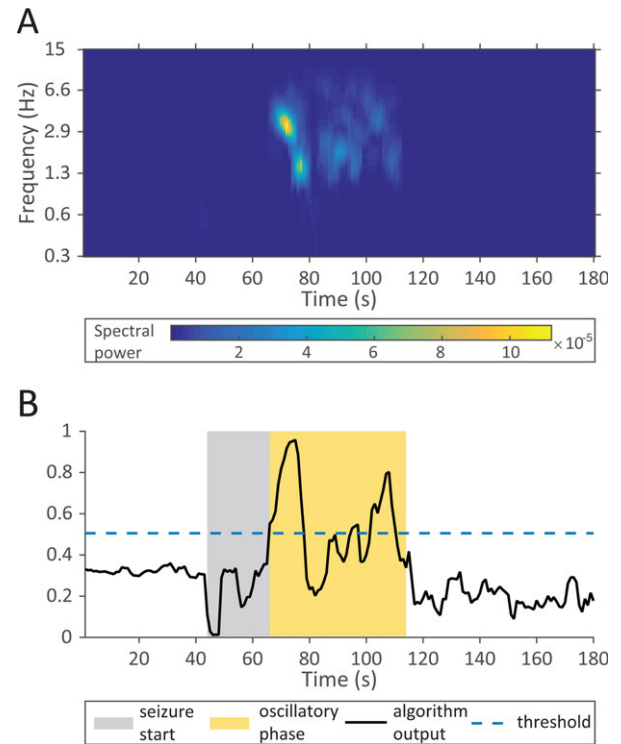 A
15
6.6
2.9
1.3
0.6
0.3
Frequency (Hz)
20 40 60 80 100 120 140 160 180
Time (s)
Spectral power
2 4 6 8 10 ×10⁻⁵
B
1
0.8
0.6
0.4
0.2
0
20 40 60 80 100 120 140 160 180
Time (s)
seizure start
oscillatory phase
algorithm output
threshold